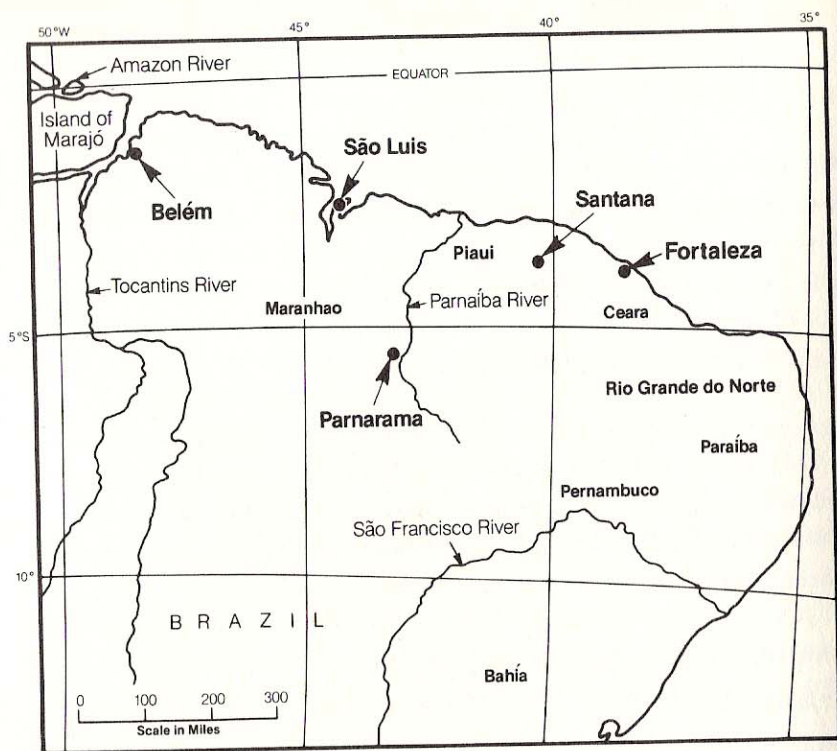 50°W
45°
40°
35°
Amazon River
EQUATOR
Island of
Marajó
São Luis
Belém
Santana
Piaui
Fortaleza
Tocantins River
Maranhao
Parnaíba River
Ceara
5°S
Parnarama
Rio Grande do Norte
Paraíba
Pernambuco
São Francisco River
10°
BRAZIL
Bahía
0 100 200 300
Scale in Miles